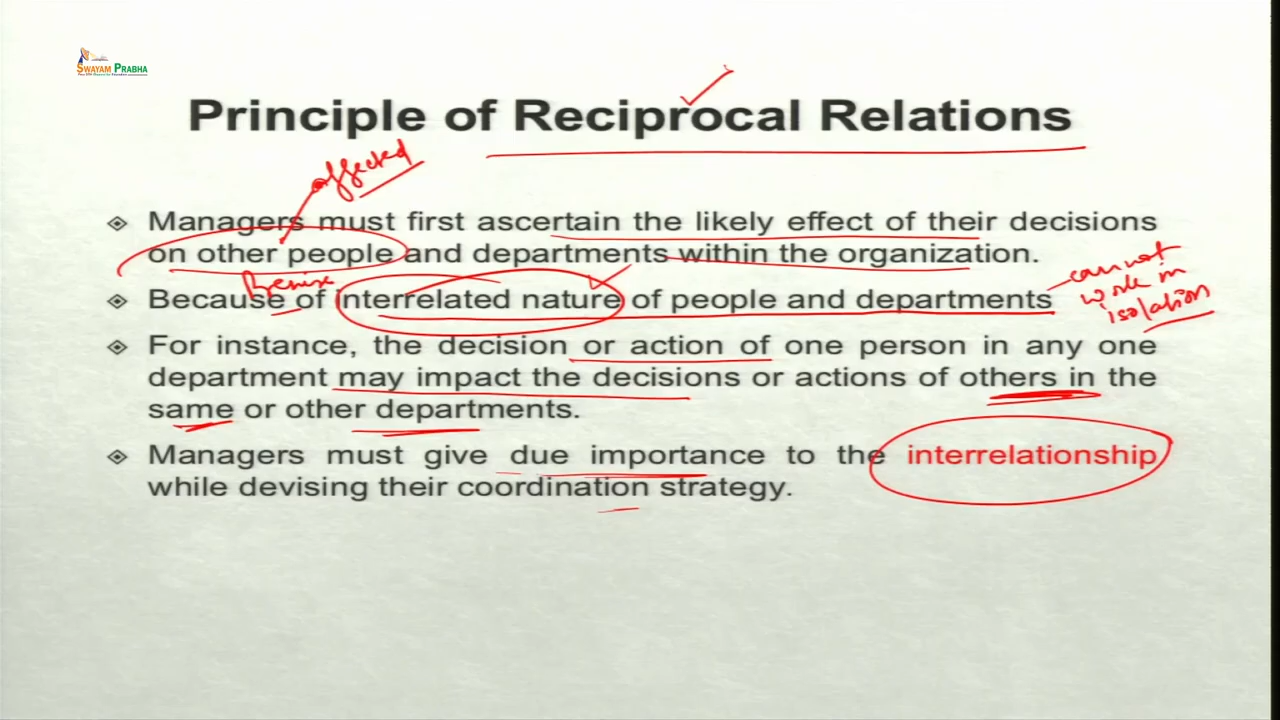 SWAYAM PRABHA
Principle of Reciprocal Relations
affected
Managers must first ascertain the likely effect of their decisions
on other people and departments within the organization.
Because of interrelated nature of people and departments
cannot
work in
isolation
For instance, the decision or action of one person in any one
department may impact the decisions or actions of others in the
same or other departments.
Managers must give due importance to the interrelationship
while devising their coordination strategy.